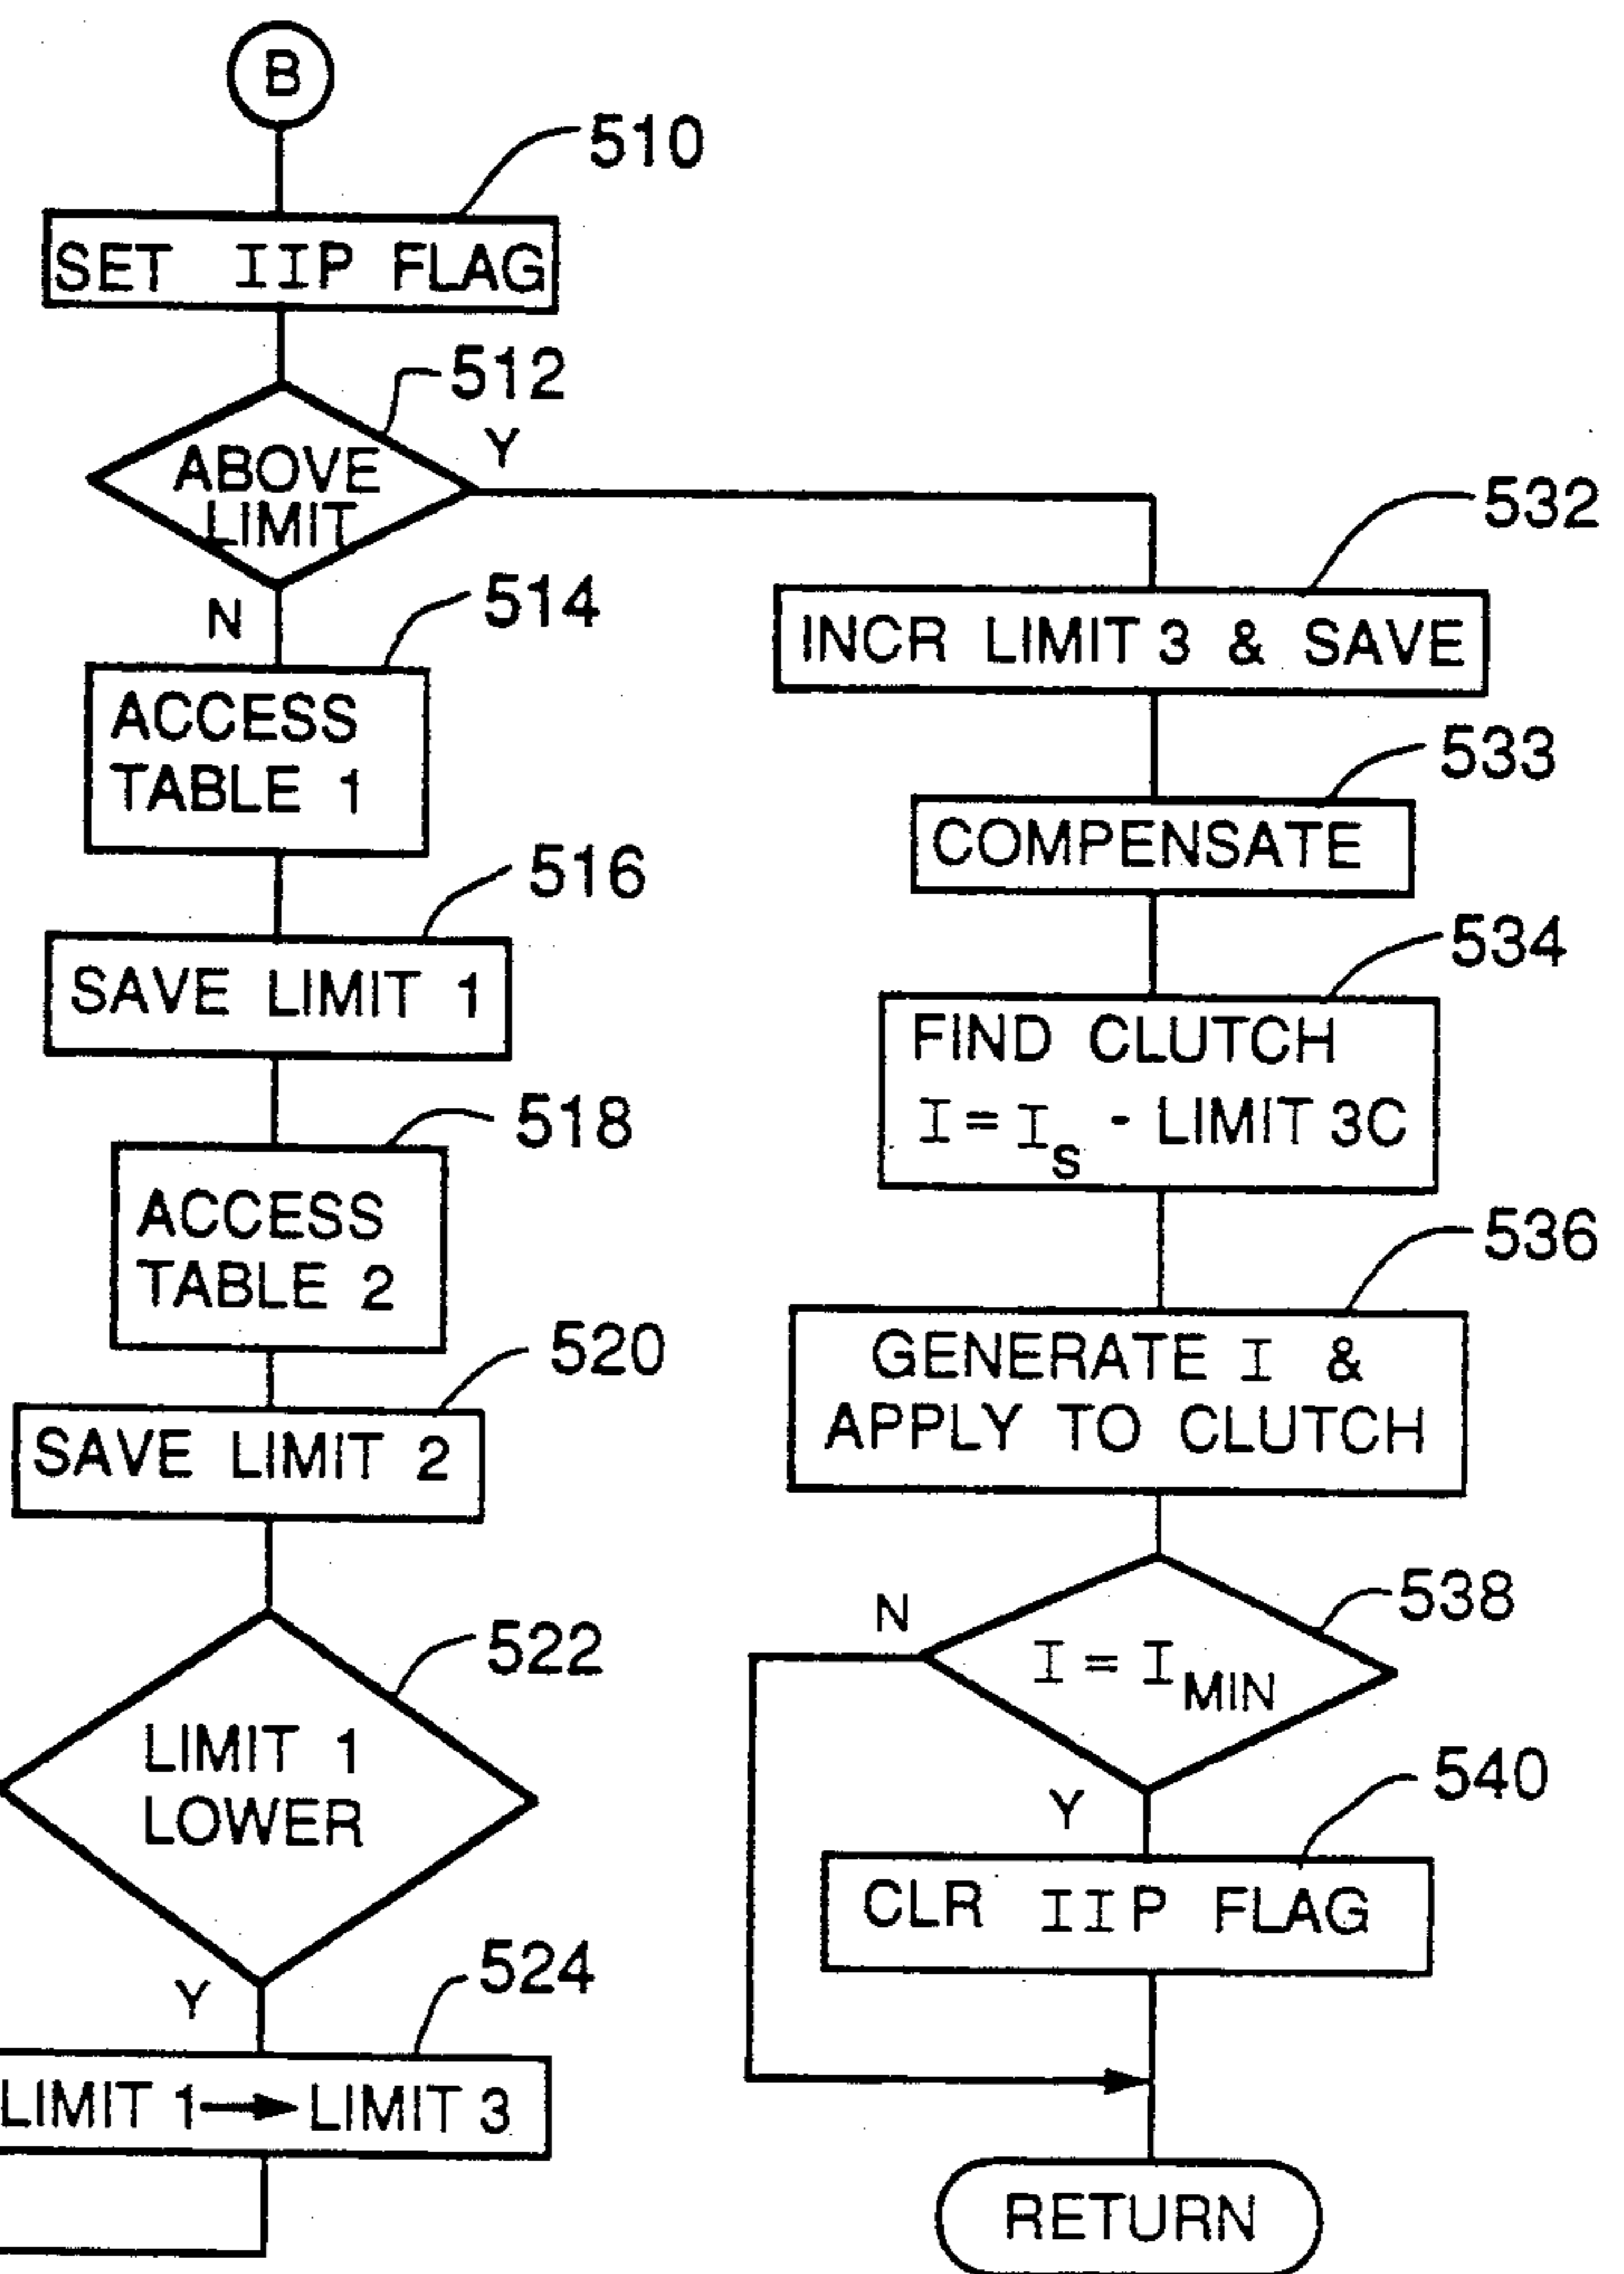 B
510
SET IIP FLAG
512
ABOVE
LIMIT
Y
N
514
ACCESS
TABLE 1
516
SAVE LIMIT 1
518
ACCESS
TABLE 2
520
SAVE LIMIT 2
522
LIMIT 1
LOWER
Y
524
LIMIT 1 → LIMIT 3
532
INCR LIMIT 3 & SAVE
533
COMPENSATE
534
FIND CLUTCH
I = I_S - LIMIT 3C
536
GENERATE I &
APPLY TO CLUTCH
538
N
I = I_MIN
Y
540
CLR IIP FLAG
RETURN